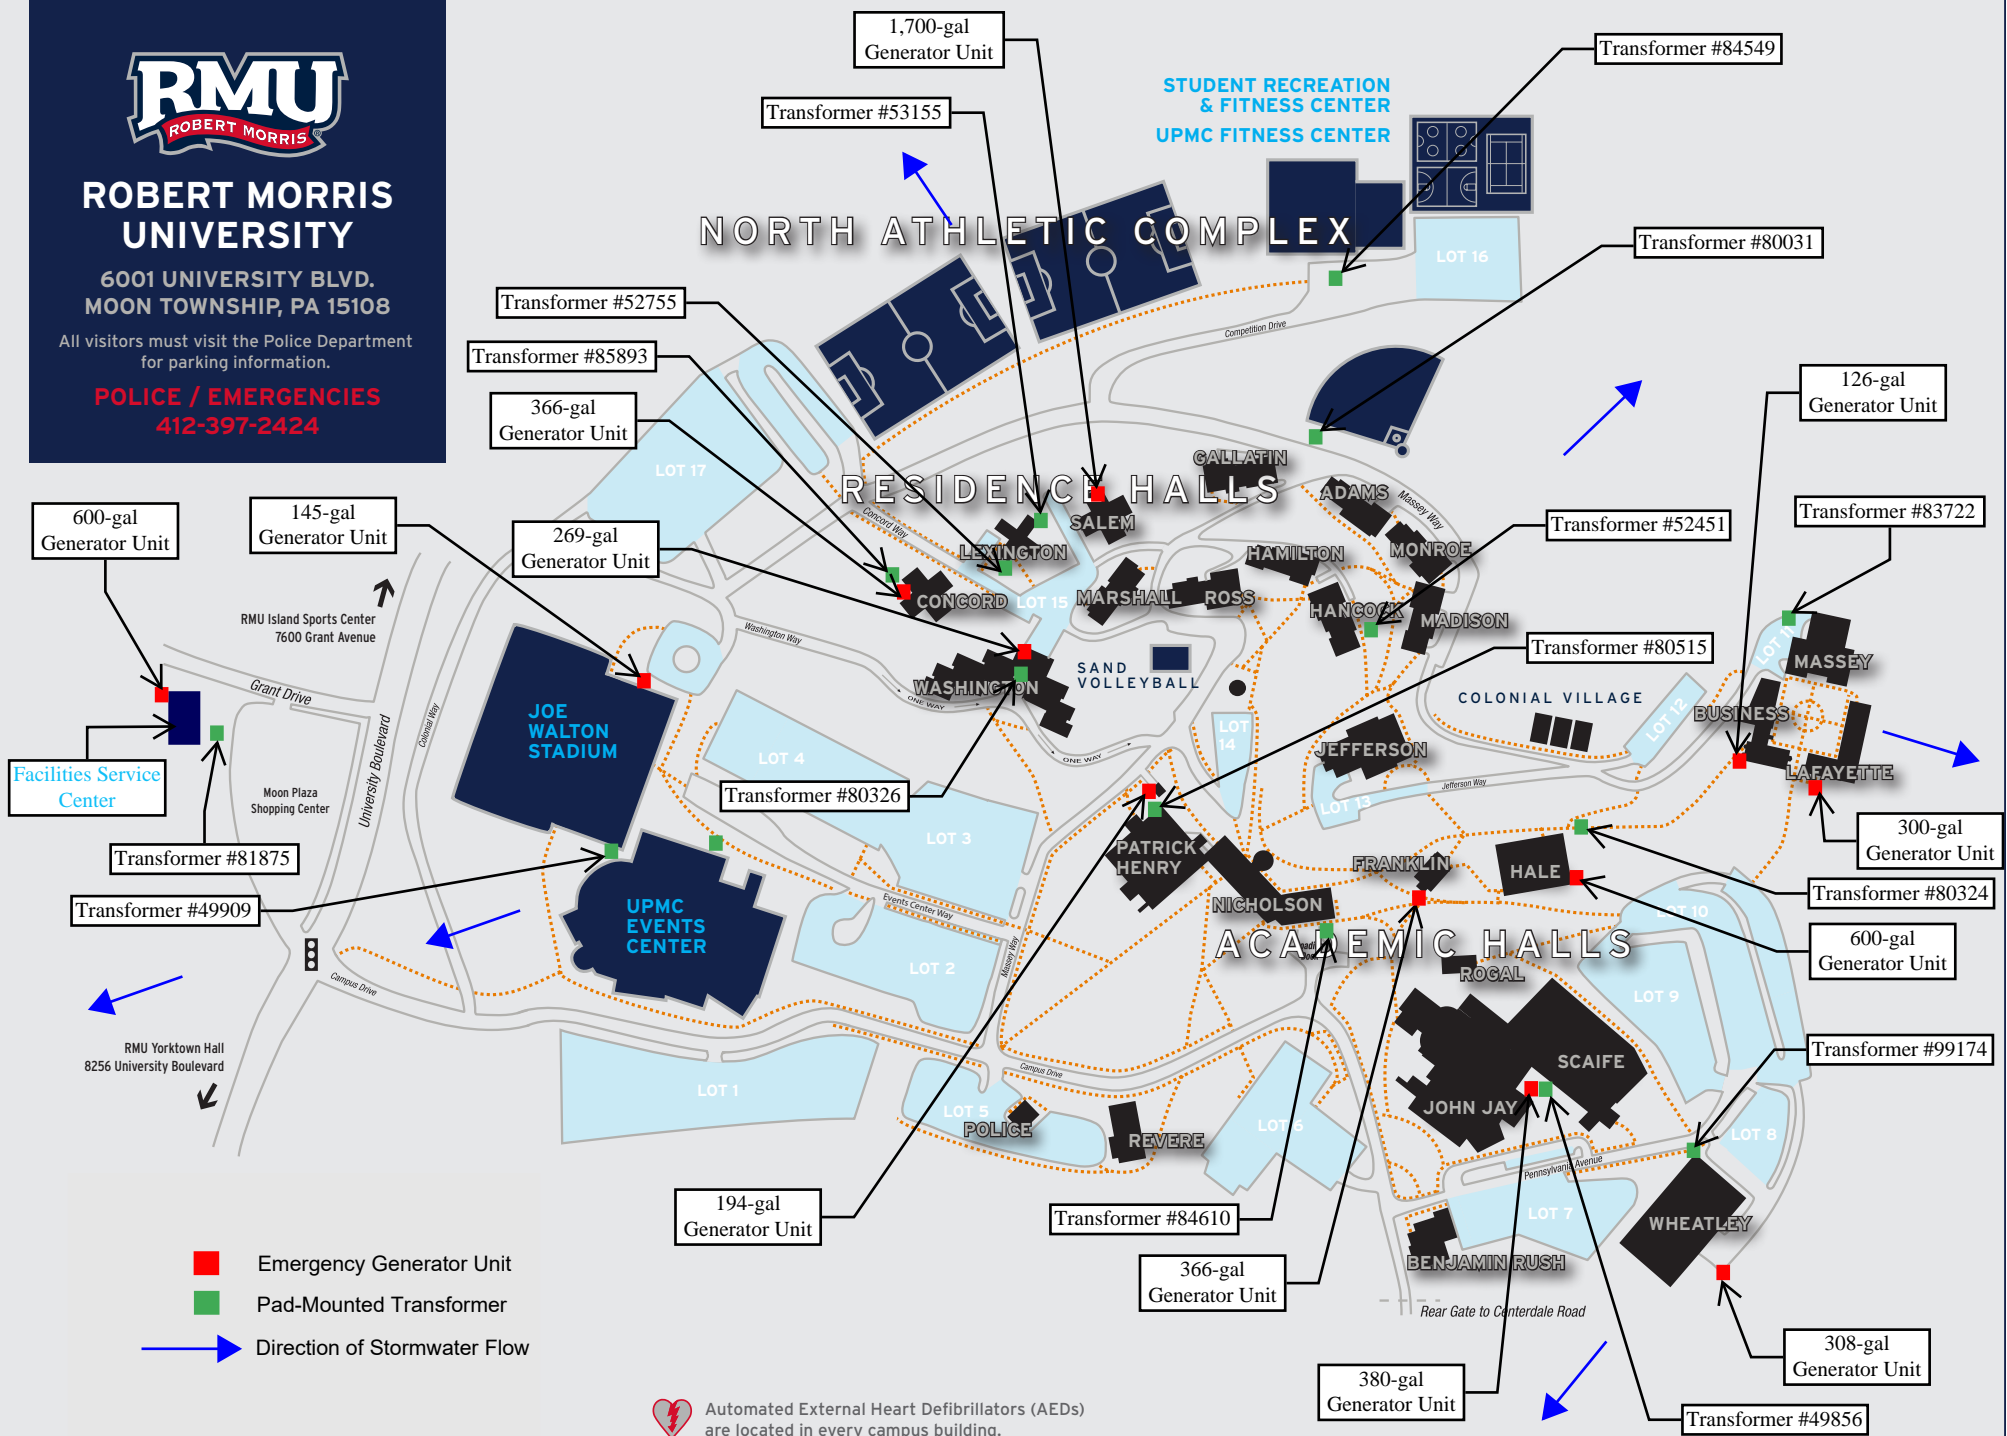 RMU
ROBERT MORRIS
ROBERT MORRIS
UNIVERSITY
6001 UNIVERSITY BLVD.
MOON TOWNSHIP, PA 15108
All visitors must visit the Police Department
for parking information.
POLICE / EMERGENCIES
412-397-2424
1,700-gal
Generator Unit
Transformer #53155
Transformer #84549
STUDENT RECREATION
& FITNESS CENTER
UPMC FITNESS CENTER
NORTH ATHLETIC COMPLEX
LOT 16
Transformer #80031
Transformer #52755
Competition Drive
Transformer #85893
366-gal
Generator Unit
126-gal
Generator Unit
LOT 17
GALLATIN
RESIDENCE HALLS
ADAMS
Massey Way
600-gal
Generator Unit
145-gal
Generator Unit
269-gal
Generator Unit
Concord Way
SALEM
LEXINGTON
HAMILTON
MONROE
Transformer #52451
Transformer #83722
RMU Island Sports Center
7600 Grant Avenue
CONCORD
LOT 15
MARSHALL
ROSS
HANCOCK
MADISON
Washington Way
Transformer #80515
LOT 11
MASSEY
SAND
VOLLEYBALL
WASHINGTON
ONE WAY
Grant Drive
COLONIAL VILLAGE
LOT 12
BUSINESS
JOE
WALTON
STADIUM
Colonial Way
University Boulevard
LOT 4
LOT
14
JEFFERSON
ONE WAY
LAFAYETTE
Facilities Service
Center
Moon Plaza
Shopping Center
Transformer #80326
Jefferson Way
LOT 13
Transformer #81875
LOT 3
PATRICK
HENRY
FRANKLIN
HALE
300-gal
Generator Unit
Transformer #80324
Transformer #49909
UPMC
EVENTS
CENTER
Events Center Way
NICHOLSON
LOT 10
ACADEMIC HALLS
600-gal
Generator Unit
Massey Way
LOT 2
ROGAL
LOT 9
Campus Drive
RMU Yorktown Hall
8256 University Boulevard
SCAIFE
Transformer #99174
Campus Drive
LOT 1
LOT 5
POLICE
REVERE
LOT 6
JOHN JAY
LOT 8
Pennsylvania Avenue
194-gal
Generator Unit
Transformer #84610
LOT 7
WHEATLEY
366-gal
Generator Unit
BENJAMIN RUSH
Rear Gate to Centerdale Road
Emergency Generator Unit
Pad-Mounted Transformer
Direction of Stormwater Flow
308-gal
Generator Unit
380-gal
Generator Unit
Transformer #49856
Automated External Heart Defibrillators (AEDs)
are located in every campus building.